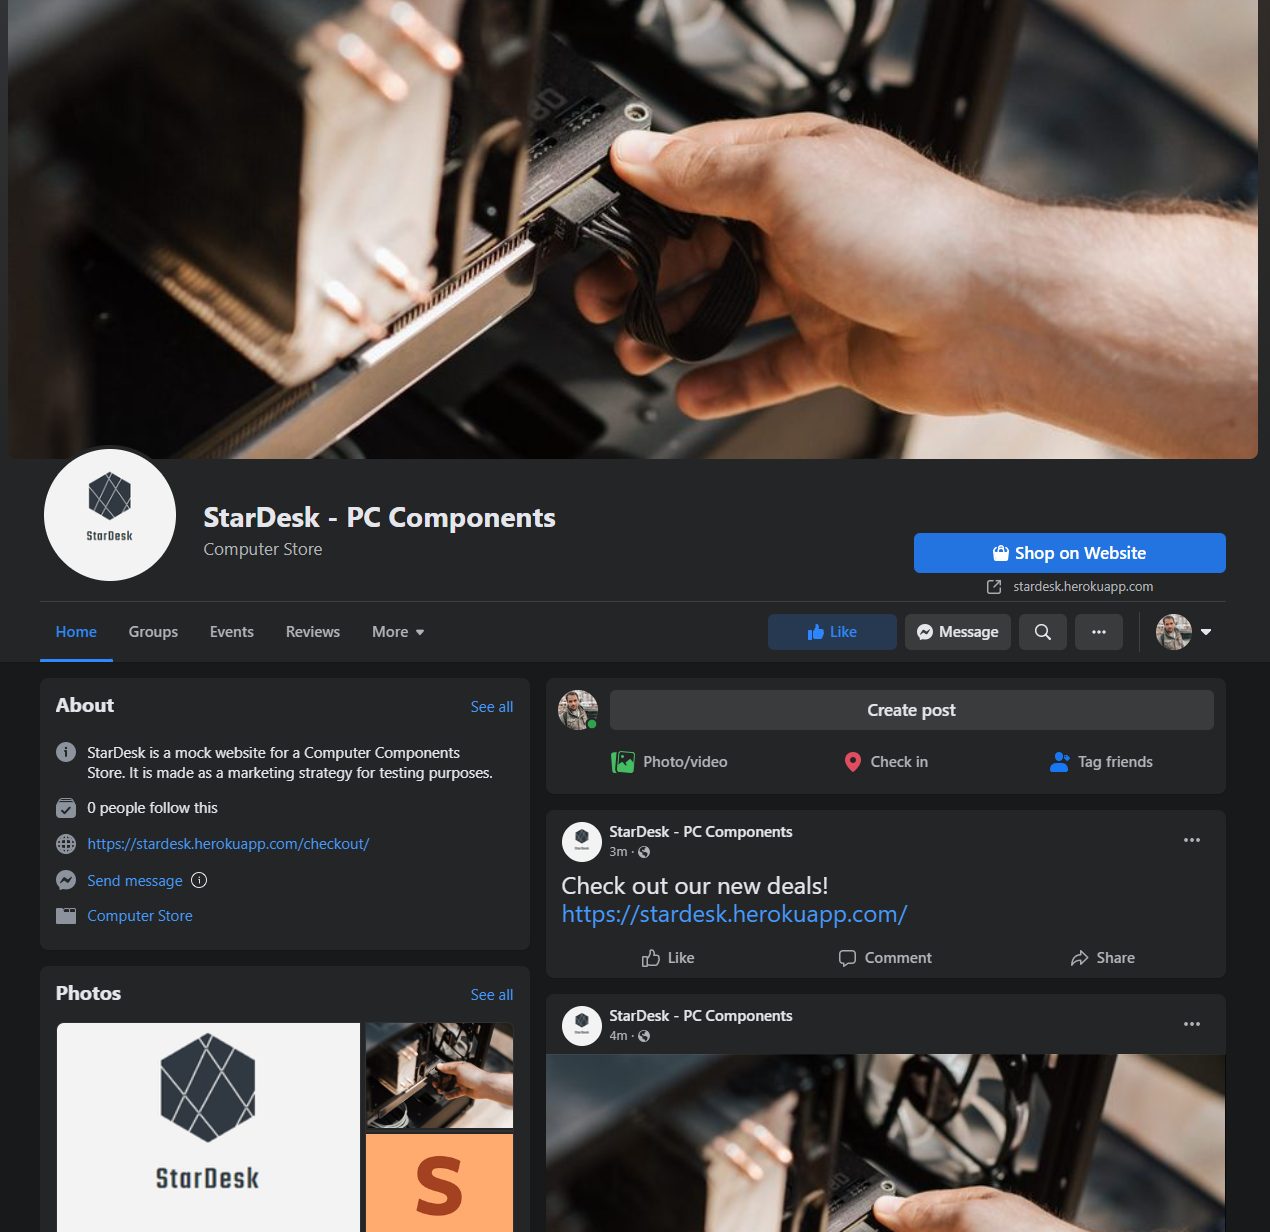 StarDesk
StarDesk - PC Components
Computer Store
Shop on Website
stardesk.herokuapp.com
Home
Groups
Events
Reviews
More
Like
Message
About
See all
StarDesk is a mock website for a Computer Components
Store. It is made as a marketing strategy for testing purposes.
0 people follow this
https://stardesk.herokuapp.com/checkout/
Send message
Computer Store
Photos
See all
StarDesk
S
Create post
Photo/video
Check in
Tag friends
StarDesk - PC Components
3m ·
Check out our new deals!
https://stardesk.herokuapp.com/
Like
Comment
Share
StarDesk - PC Components
4m ·